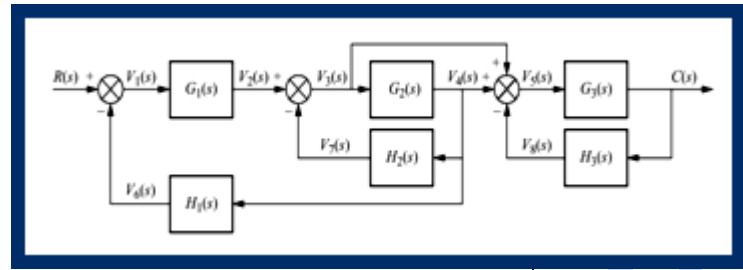 R(s) + V1(s) G1(s) V2(s) + V3(s) G2(s) V4(s) + + V5(s) G3(s) C(s)
− − −
V7(s) H2(s) V8(s) H3(s)
V6(s) H1(s)